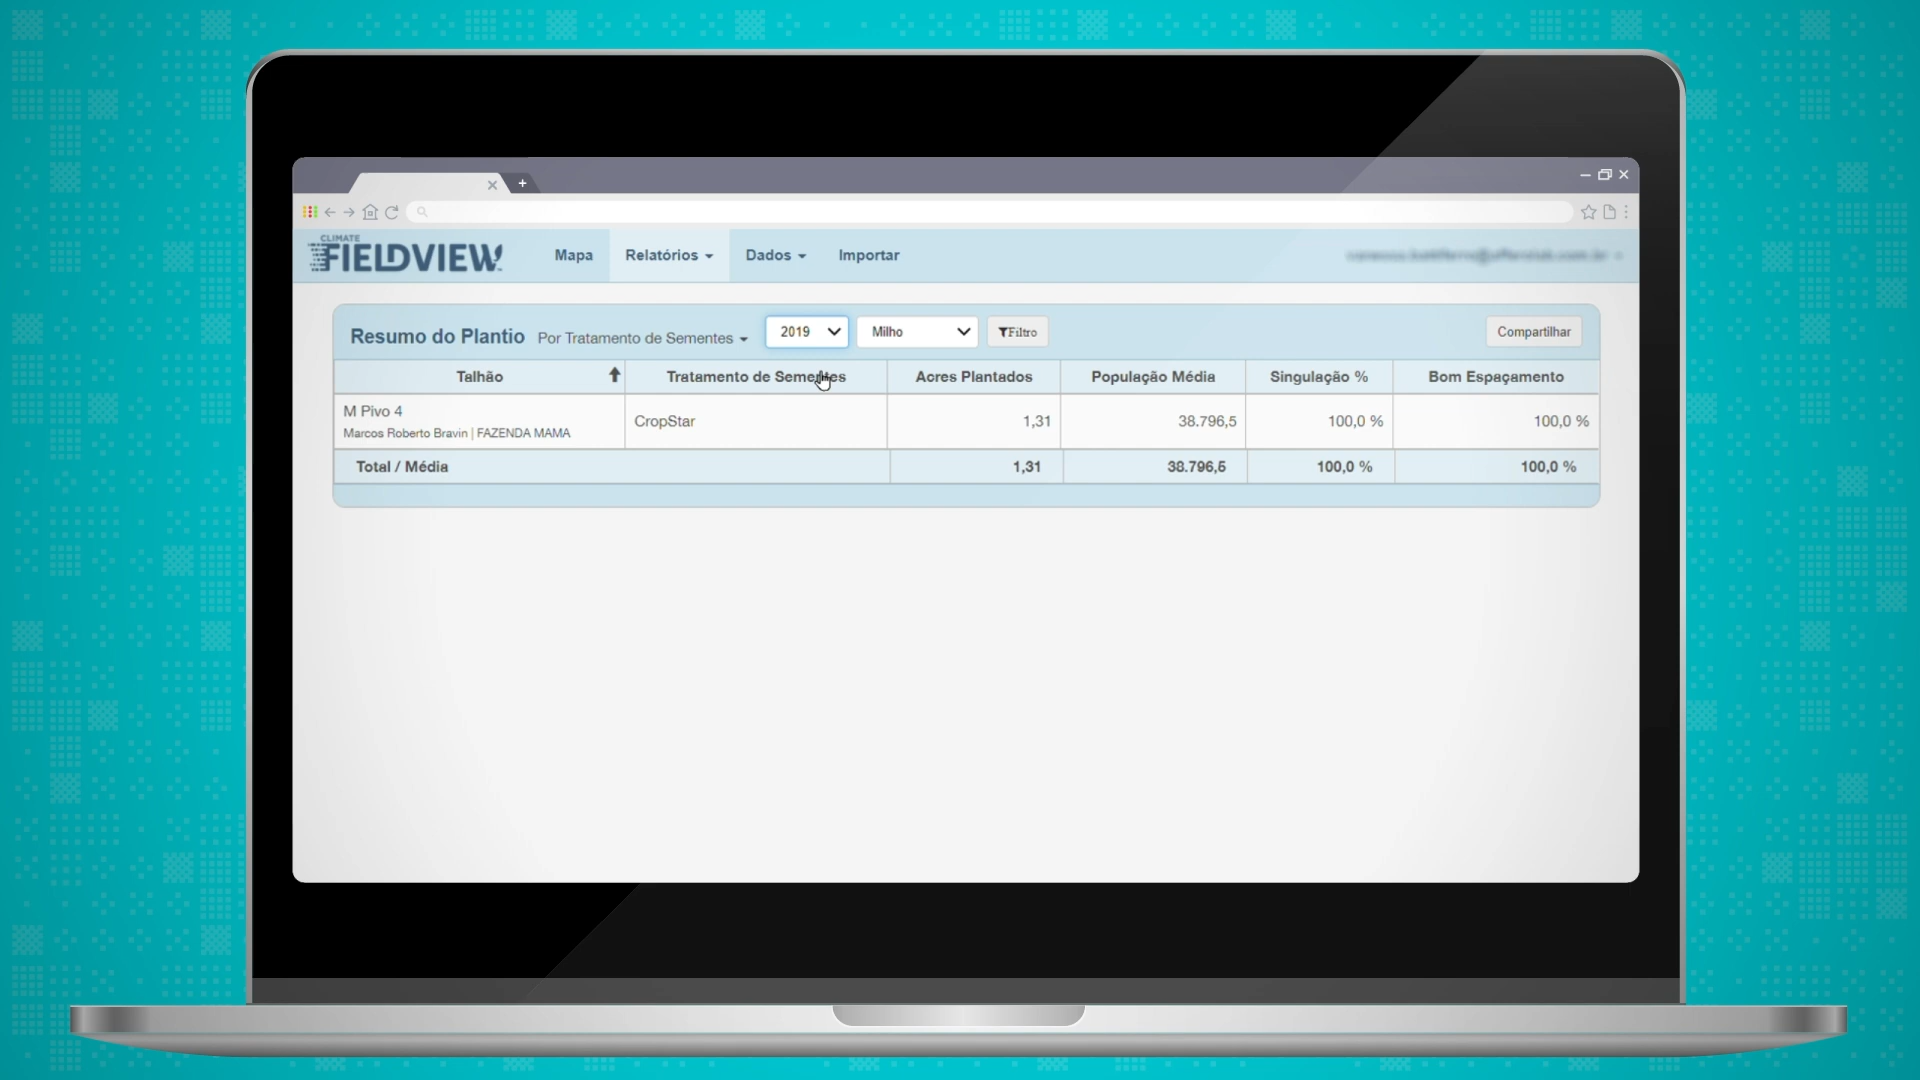 CLIMATE
FIELDVIEW
Mapa
Relatórios
Dados
Importar
Resumo do Plantio
Por Tratamento de Sementes
2019
Milho
Filtro
Compartilhar
Talhão
Tratamento de Sementes
Acres Plantados
População Média
Singulação %
Bom Espaçamento
M Pivo 4
Marcos Roberto Bravin | FAZENDA MAMA
CropStar
1,31
38.796,5
100,0 %
100,0 %
Total / Média
1,31
38.796,5
100,0 %
100,0 %